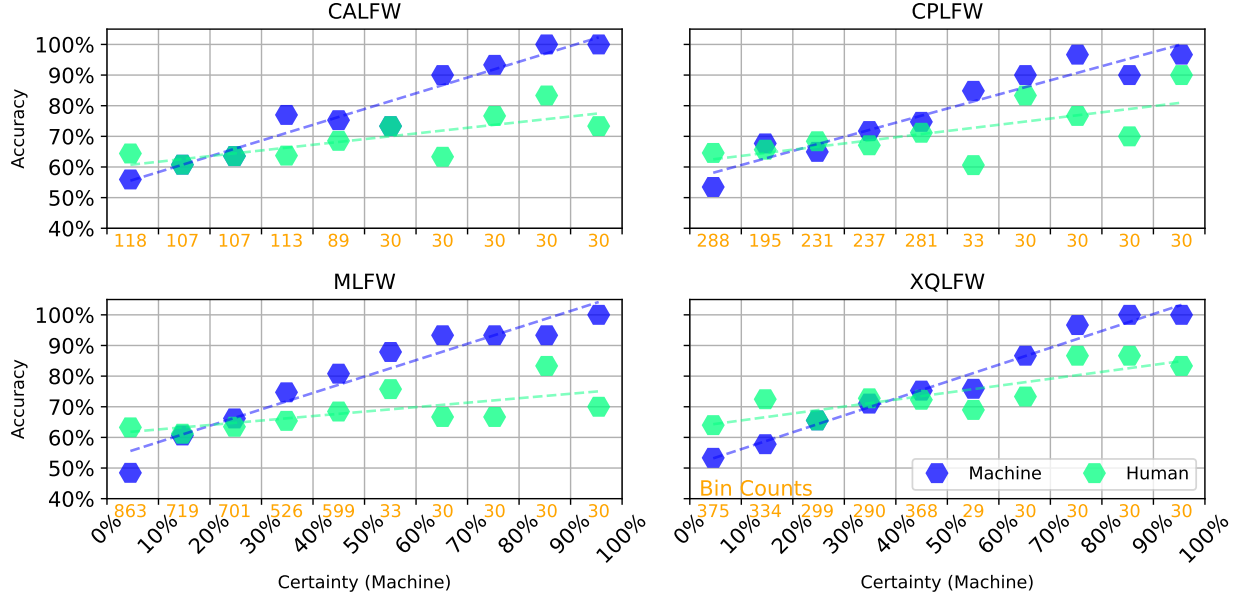 CALFW
CPLFW
100%
90%
80%
70%
60%
50%
40%
Accuracy
118 107 107 113 89 30 30 30 30 30
288 195 231 237 281 33 30 30 30 30
MLFW
XQLFW
100%
90%
80%
70%
60%
50%
40%
Accuracy
Machine Human
Bin Counts
863 719 701 526 599 33 30 30 30 30
375 334 299 290 368 29 30 30 30 30
0% 10% 20% 30% 40% 50% 60% 70% 80% 90% 100%
0% 10% 20% 30% 40% 50% 60% 70% 80% 90% 100%
Certainty (Machine)
Certainty (Machine)